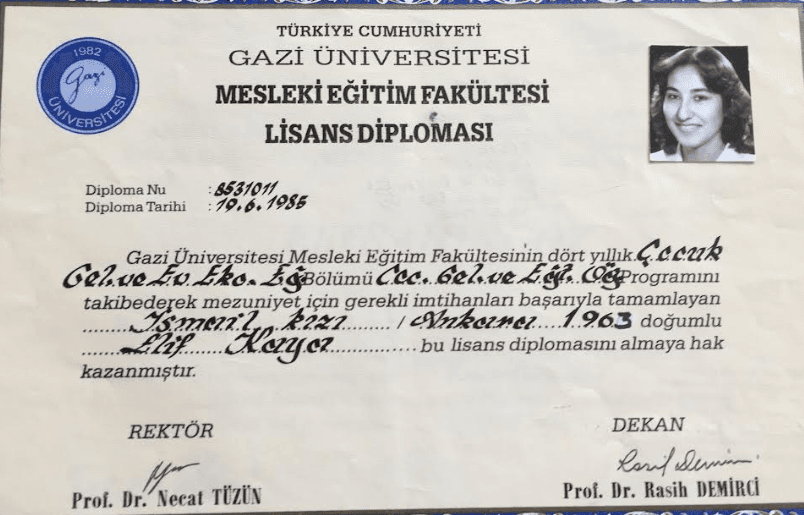 1982
Gazi
ÜNİVERSİTESİ
TÜRKİYE CUMHURİYETİ
GAZİ ÜNİVERSİTESİ
MESLEKİ EĞİTİM FAKÜLTESİ
LİSANS DİPLOMASI
Diploma Nu : 8531011
Diploma Tarihi : 19.6.1985
Gazi Üniversitesi Mesleki Eğitim Fakültesinin dört yıllık Çocuk
Gel. ve Ev Eko. Eğ Bölümü Çoc. Gel. ve Eğt. Öğ Programını
takibederek mezuniyet için gerekli imtihanları başarıyla tamamlayan
........İsmail kızı......../Ankara....1963 doğumlu
........Elif......Kaya.............. bu lisans diplomasını almaya hak
kazanmıştır.
REKTÖR
Prof. Dr. Necat TÜZÜN
DEKAN
Rasih Demirci
Prof. Dr. Rasih DEMİRCİ